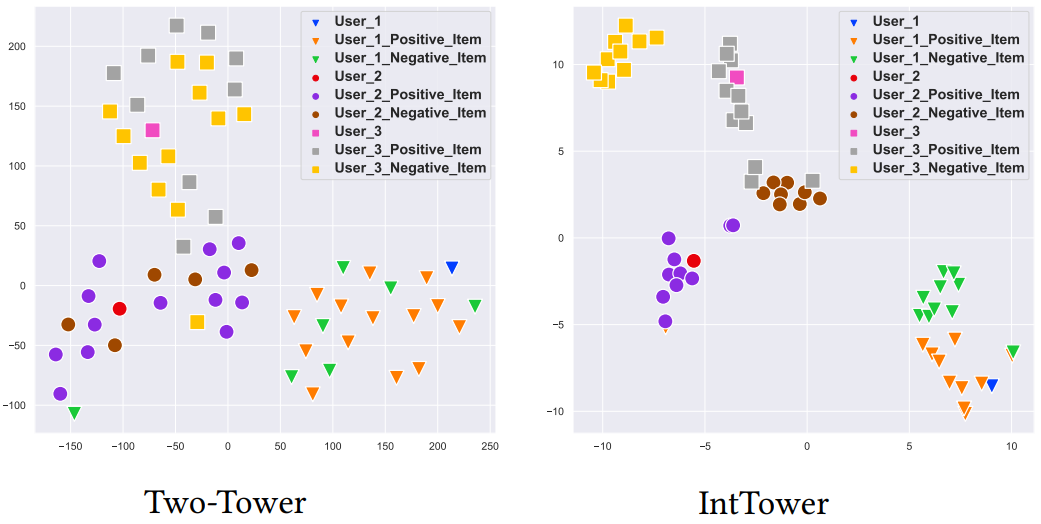 User_1
User_1_Positive_Item
User_1_Negative_Item
User_2
User_2_Positive_Item
User_2_Negative_Item
User_3
User_3_Positive_Item
User_3_Negative_Item
200
150
100
50
0
−50
−100
−150 −100 −50 0 50 100 150 200 250
Two-Tower
User_1
User_1_Positive_Item
User_1_Negative_Item
User_2
User_2_Positive_Item
User_2_Negative_Item
User_3
User_3_Positive_Item
User_3_Negative_Item
10
5
0
−5
−10
−10 −5 0 5 10
IntTower